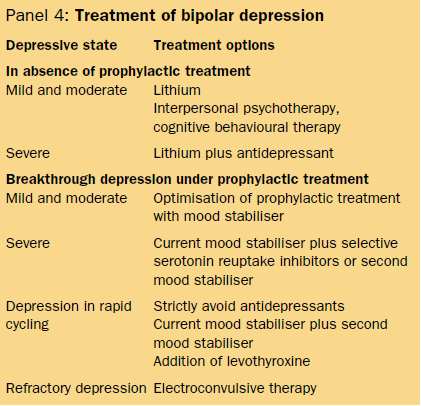 Panel 4: Treatment of bipolar depression
Depressive state Treatment options
In absence of prophylactic treatment
Mild and moderate Lithium
Interpersonal psychotherapy,
cognitive behavioural therapy
Severe Lithium plus antidepressant
Breakthrough depression under prophylactic treatment
Mild and moderate Optimisation of prophylactic treatment
with mood stabiliser
Severe Current mood stabiliser plus selective
serotonin reuptake inhibitors or second
mood stabiliser
Depression in rapid Strictly avoid antidepressants
cycling Current mood stabiliser plus second
mood stabiliser
Addition of levothyroxine
Refractory depression Electroconvulsive therapy